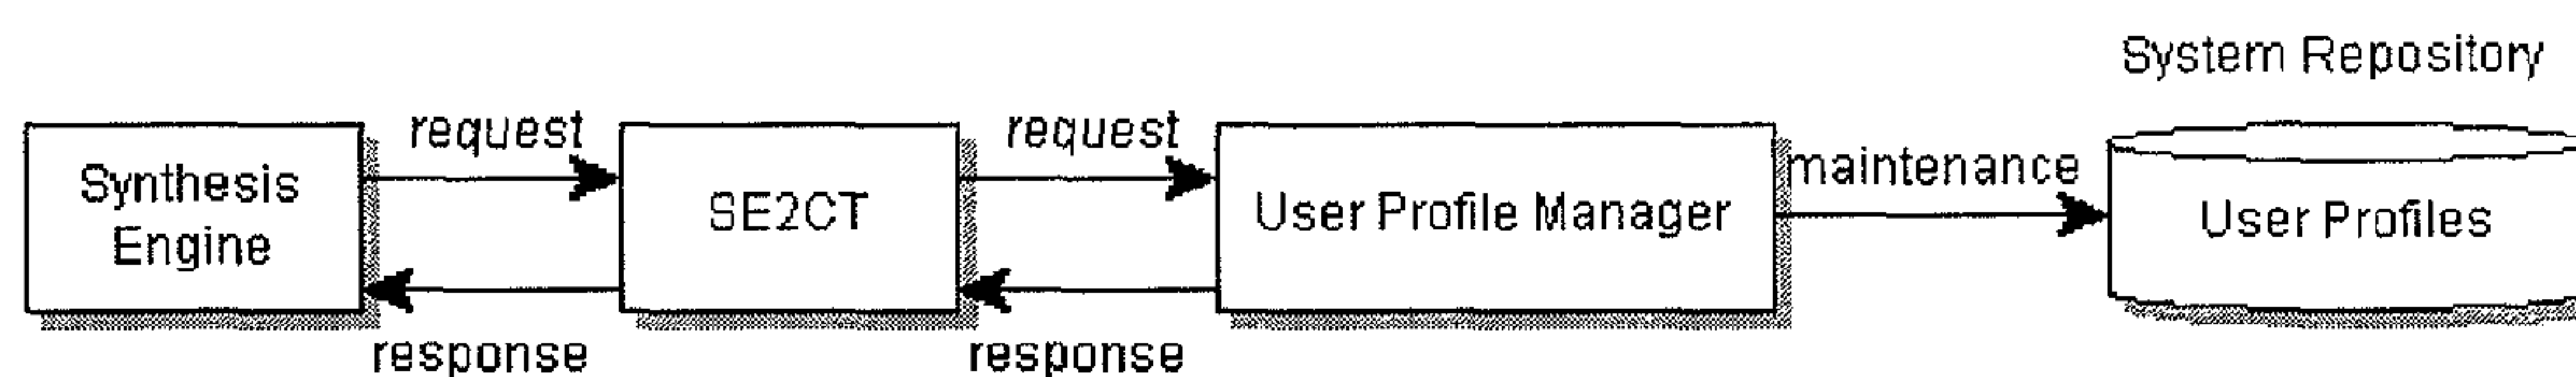 System Repository
request
request
maintenance
Synthesis
Engine
SE2CT
User Profile Manager
User Profiles
response
response